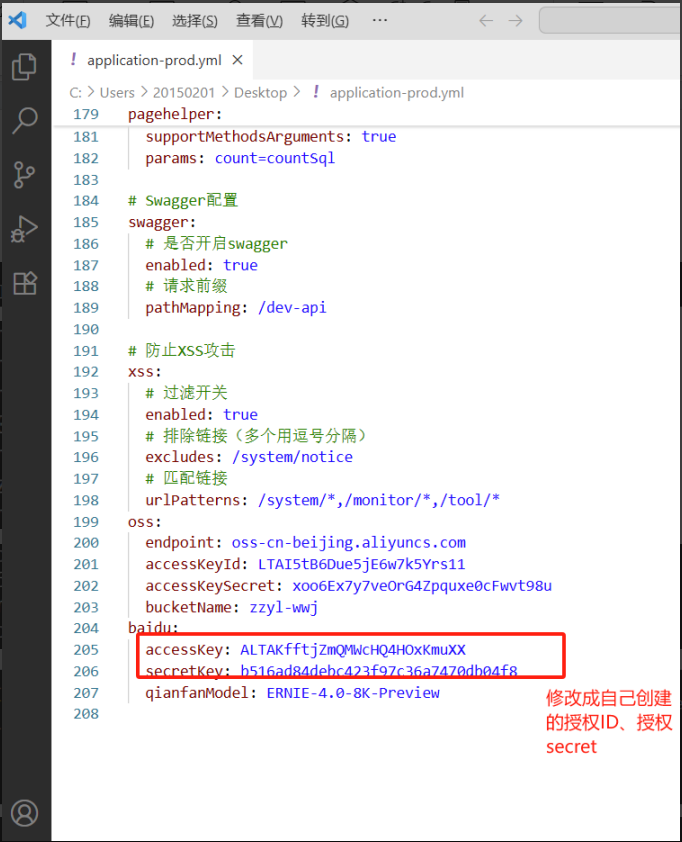 文件(F) 编辑(E) 选择(S) 查看(V) 转到(G) ··· ← →
! application-prod.yml ×
C: > Users > 20150201 > Desktop > ! application-prod.yml
179 pagehelper:
181 supportMethodsArguments: true
182 params: count=countSql
183
184 # Swagger配置
185 swagger:
186 # 是否开启swagger
187 enabled: true
188 # 请求前缀
189 pathMapping: /dev-api
190
191 # 防止XSS攻击
192 xss:
193 # 过滤开关
194 enabled: true
195 # 排除链接（多个用逗号分隔）
196 excludes: /system/notice
197 # 匹配链接
198 urlPatterns: /system/*,/monitor/*,/tool/*
199 oss:
200 endpoint: oss-cn-beijing.aliyuncs.com
201 accessKeyId: LTAI5tB6Due5jE6w7k5Yrs11
202 accessKeySecret: xoo6Ex7y7veOrG4Zpquxe0cFwvt98u
203 bucketName: zzyl-wwj
204 baidu:
205 accessKey: ALTAKfftjZmQMWcHQ4HOxKmuXX
206 secretKey: b516ad84debc423f97c36a7470db04f8
207 qianfanModel: ERNIE-4.0-8K-Preview
208
修改成自己创建
的授权ID、授权
secret